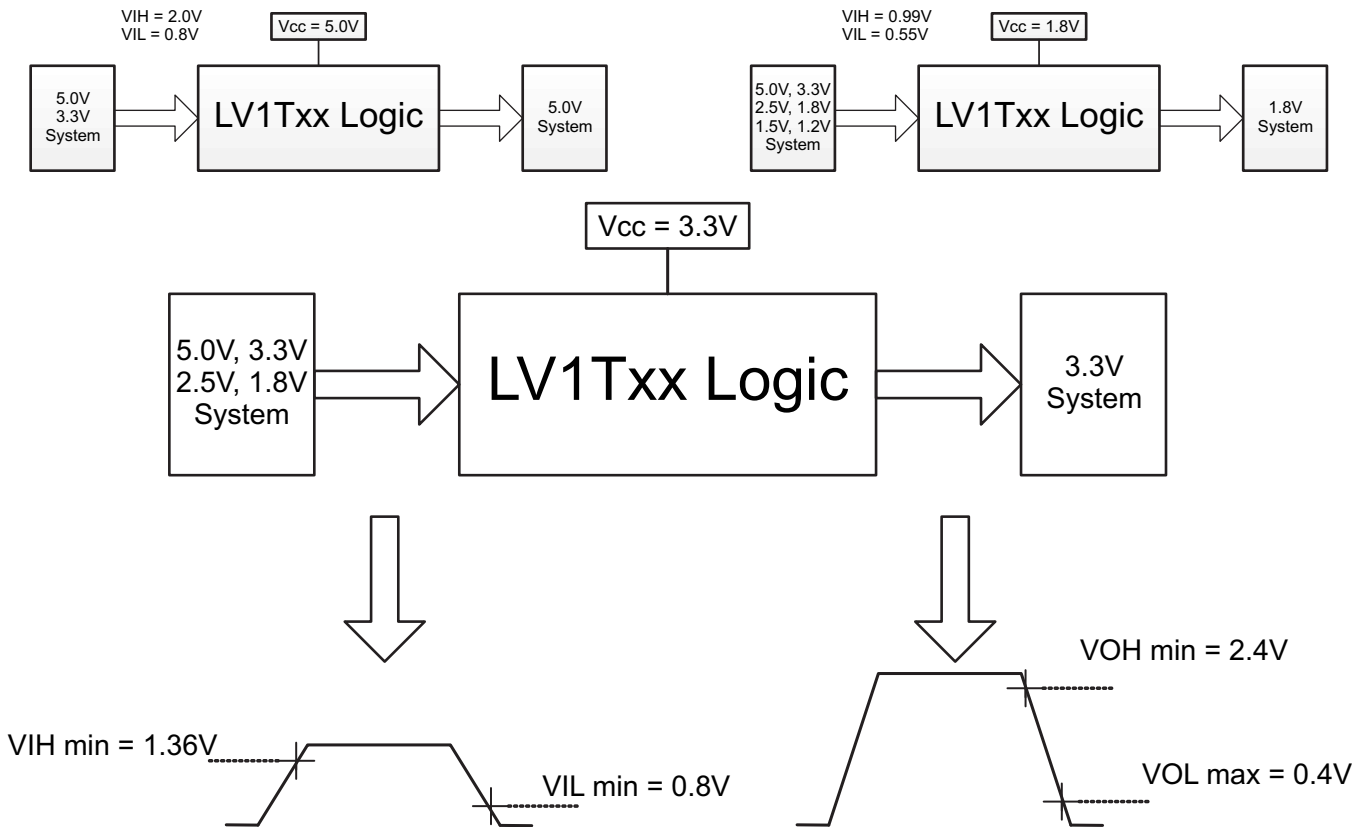 VIH = 2.0V
VIL = 0.8V
Vcc = 5.0V
5.0V
3.3V
System
LV1Txx Logic
5.0V
System
VIH = 0.99V
VIL = 0.55V
Vcc = 1.8V
5.0V, 3.3V
2.5V, 1.8V
1.5V, 1.2V
System
LV1Txx Logic
1.8V
System
Vcc = 3.3V
5.0V, 3.3V
2.5V, 1.8V
System
LV1Txx Logic
3.3V
System
VIH min = 1.36V
VIL min = 0.8V
VOH min = 2.4V
VOL max = 0.4V